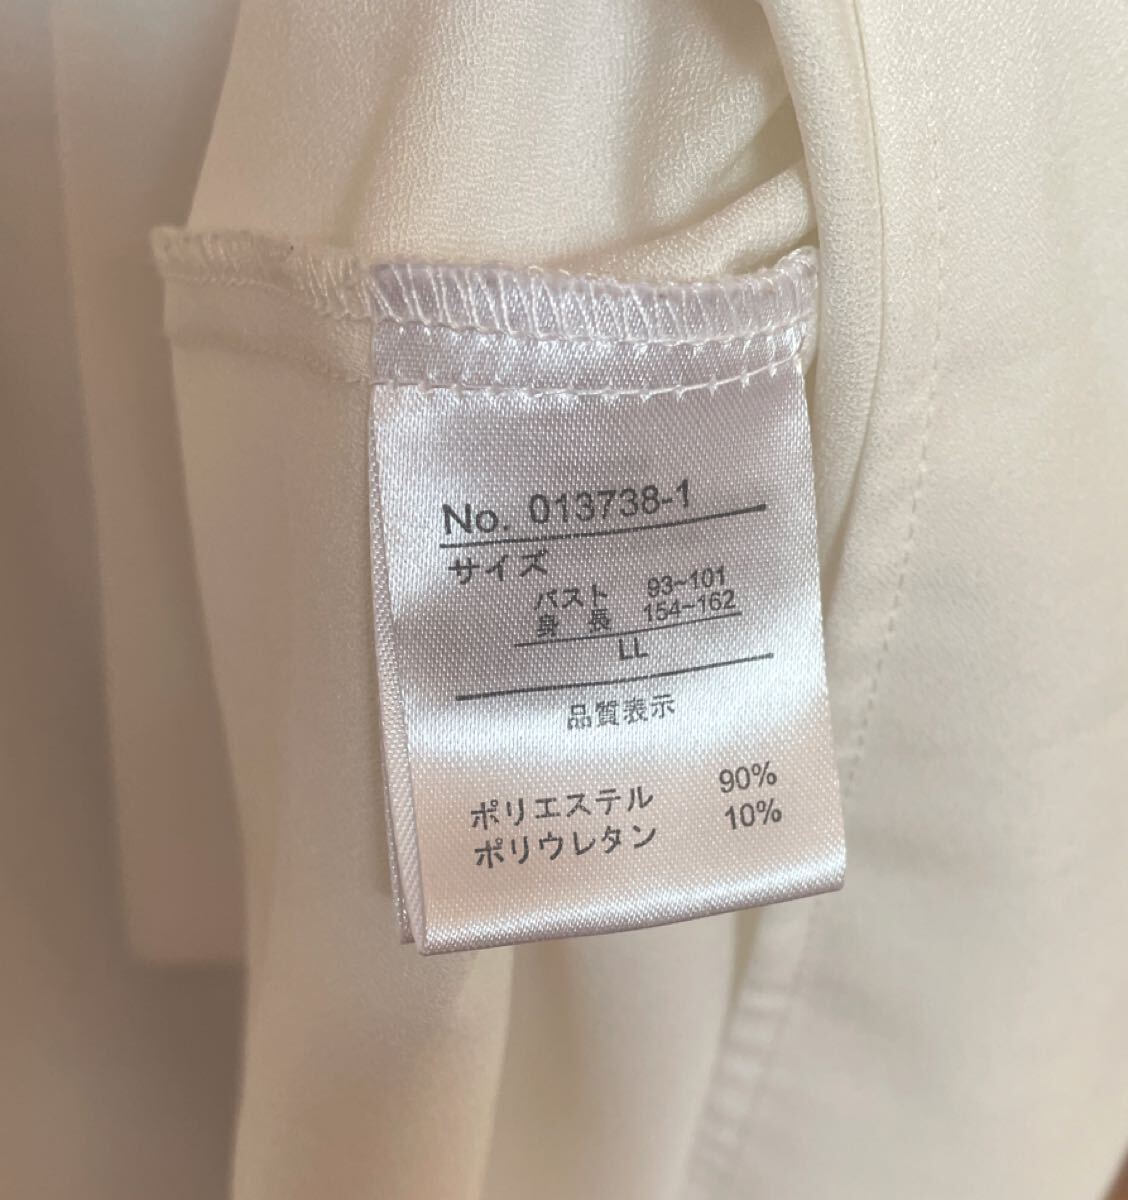 No. 013738-1
サイズ
バスト 93~101
身長 154~162
LL
品質表示
ポリエステル 90%
ポリウレタン 10%